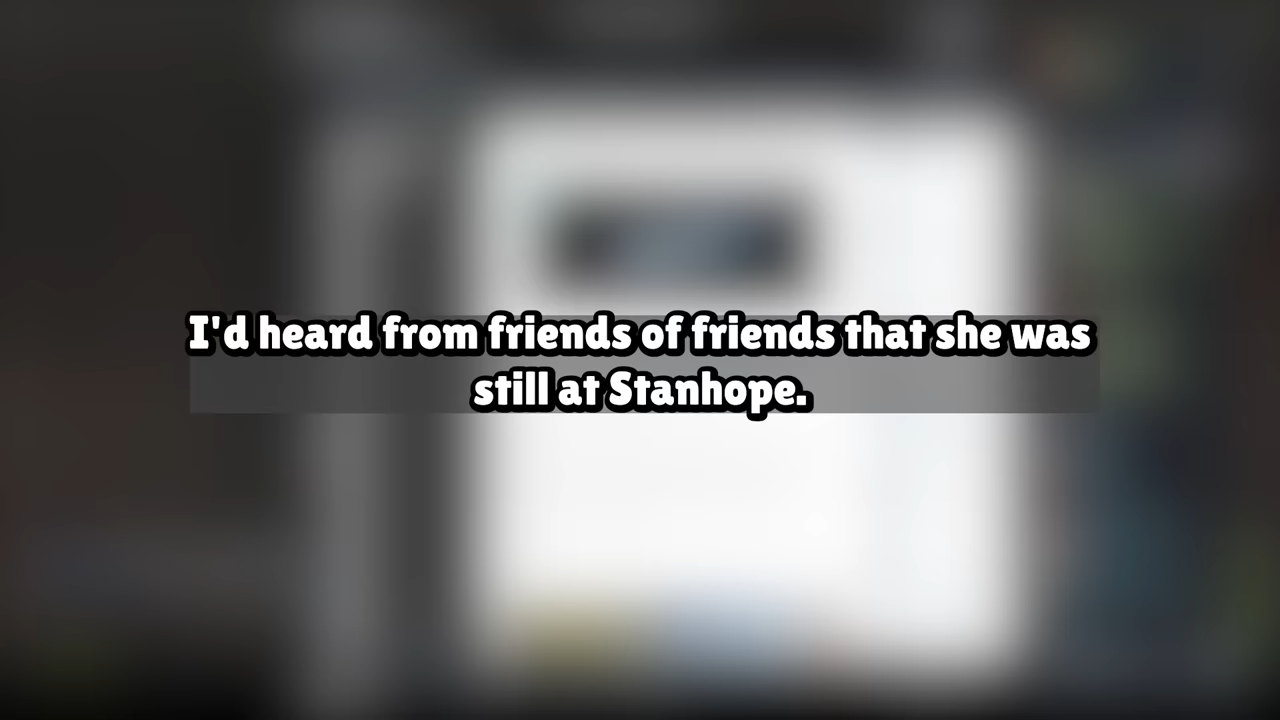 I'd heard from friends of friends that she was
still at Stanhope.